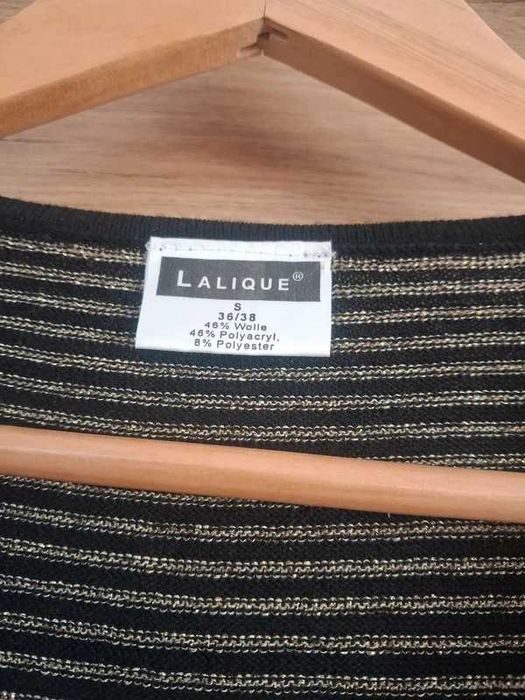 LALIQUE®
S
36/38
46% Wolle
46% Polyacryl,
8% Polyester